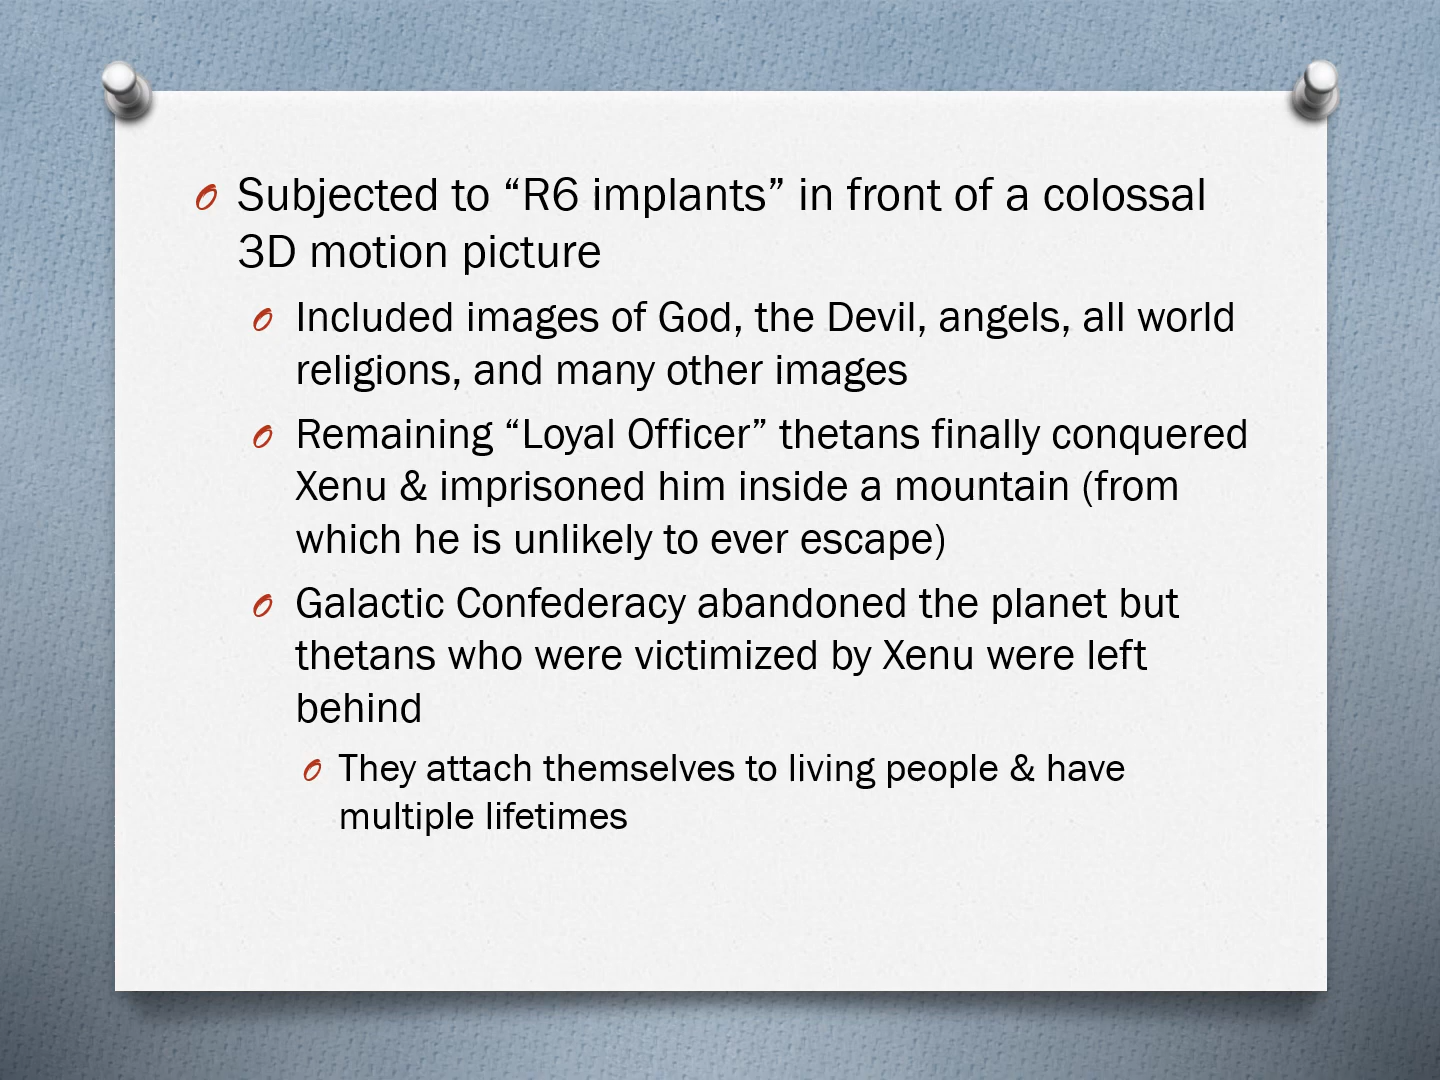 Subjected to “R6 implants” in front of a colossal
3D motion picture
Included images of God, the Devil, angels, all world
religions, and many other images
Remaining “Loyal Officer” thetans finally conquered
Xenu & imprisoned him inside a mountain (from
which he is unlikely to ever escape)
Galactic Confederacy abandoned the planet but
thetans who were victimized by Xenu were left
behind
They attach themselves to living people & have
multiple lifetimes